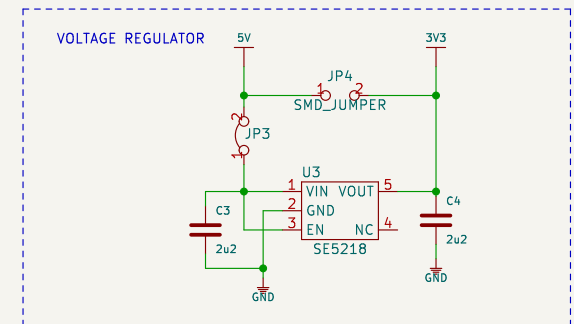 VOLTAGE REGULATOR
5V
3V3
JP4
1
2
SMD_JUMPER
2
JP3
1
U3
1
VIN
VOUT
5
2
GND
3
EN
NC
4
SE5218
C3
2u2
C4
2u2
GND
GND